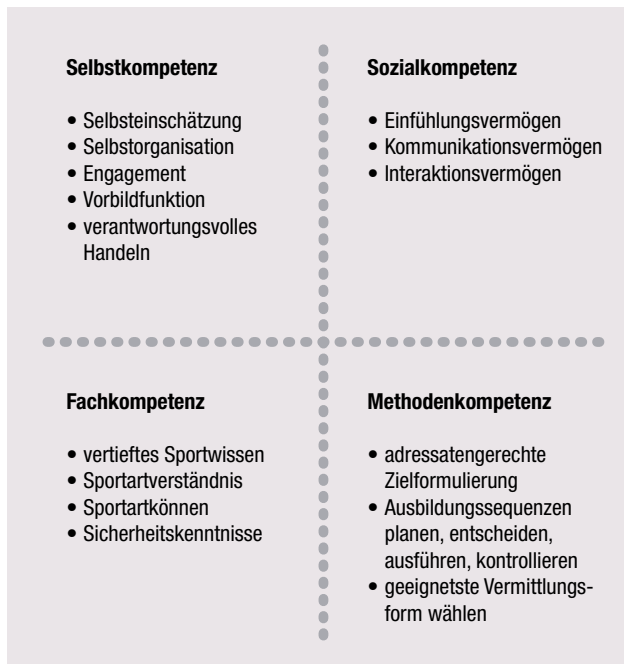 Selbstkompetenz
• Selbsteinschätzung
• Selbstorganisation
• Engagement
• Vorbildfunktion
• verantwortungsvolles
Handeln
Sozialkompetenz
• Einfühlungsvermögen
• Kommunikationsvermögen
• Interaktionsvermögen
Fachkompetenz
• vertieftes Sportwissen
• Sportartverständnis
• Sportartkönnen
• Sicherheitskenntnisse
Methodenkompetenz
• adressatengerechte
Zielformulierung
• Ausbildungssequenzen
planen, entscheiden,
ausführen, kontrollieren
• geeignetste Vermittlungs-
form wählen